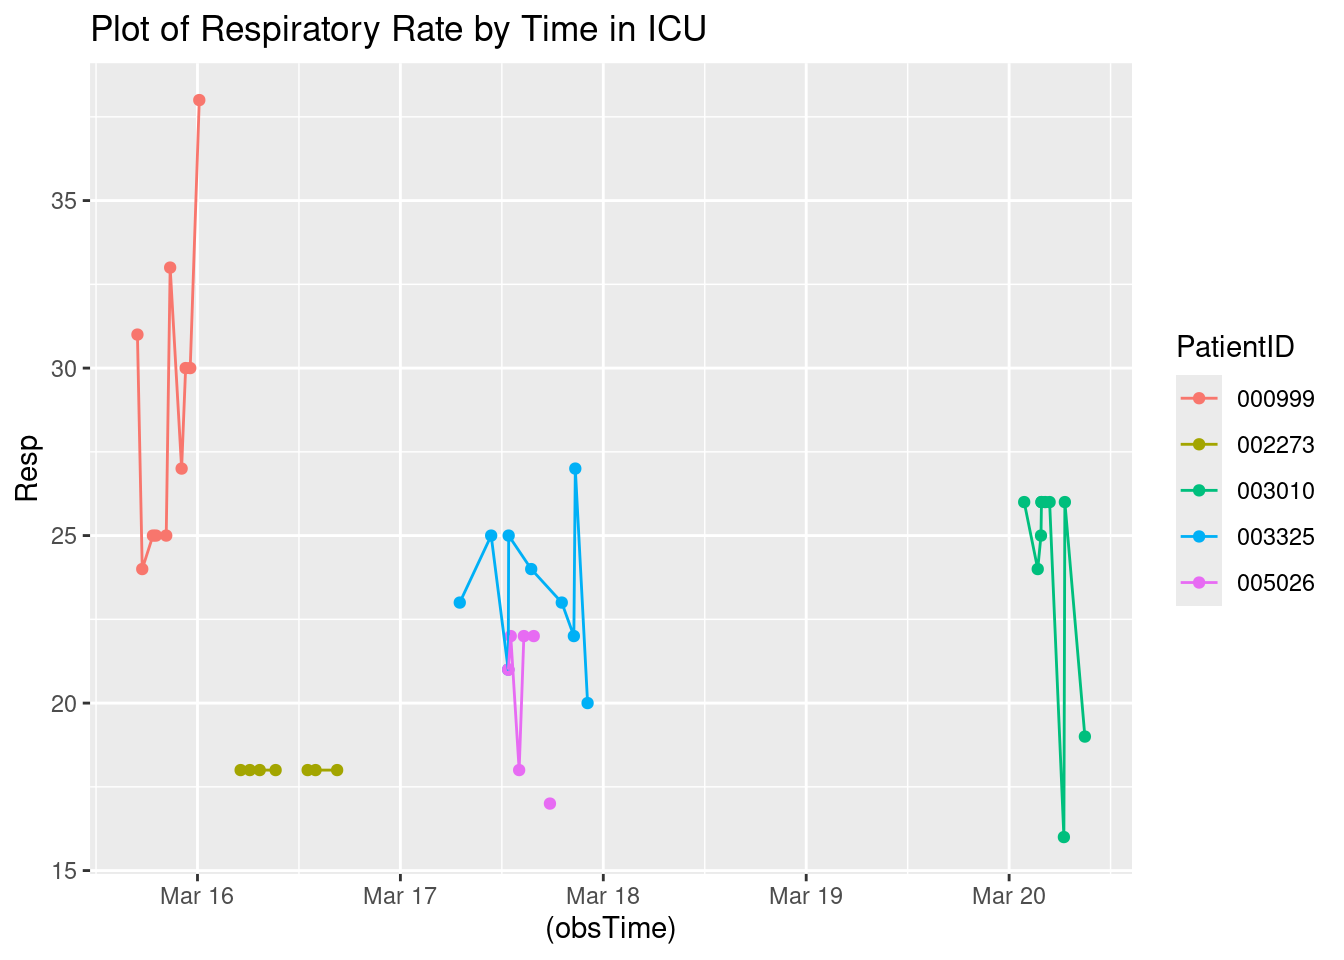 Plot of Respiratory Rate by Time in ICU
35
30
25
20
15
Resp
Mar 16
Mar 17
Mar 18
Mar 19
Mar 20
(obsTime)
PatientID
000999
002273
003010
003325
005026